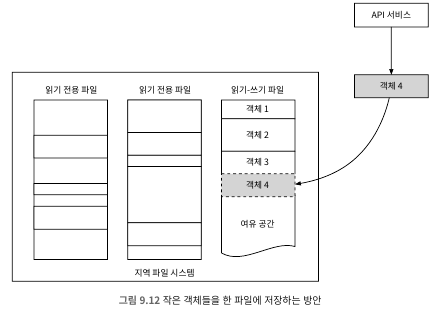 API 서비스
객체 4
읽기 전용 파일
읽기 전용 파일
읽기-쓰기 파일
객체 1
객체 2
객체 3
객체 4
여유 공간
지역 파일 시스템
그림 9.12 작은 객체들을 한 파일에 저장하는 방안